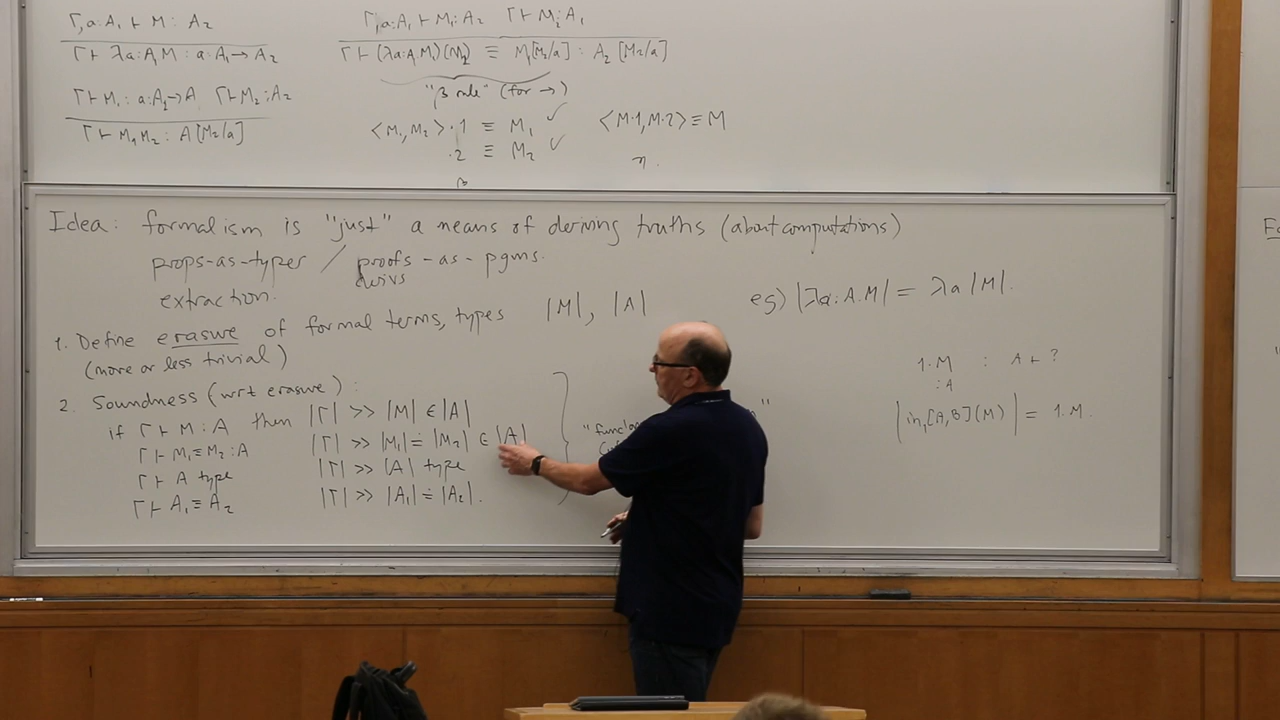 Γ, a:A₁ ⊢ M : A₂
Γ ⊢ λa:A₁M : a:A₁→A₂
Γ, a:A₁ ⊢ M₁:A₂ Γ ⊢ M₂:A₁
Γ ⊢ (λa:A₁M₁)(M₂) ≡ M₁[M₂/a] : A₂[M₂/a]
"β rule" (for →)
Γ⊢M₁ : a:A₂→A Γ⊢M₂:A₂
Γ ⊢ M₁M₂ : A[M₂/a]
<M₁,M₂>·1 ≡ M₁ ✓
·2 ≡ M₂ ✓
β
<M·1,M·2>≡M
η.
Idea: formalism is "just" a means of deriving truths (about computations)
props-as-types / proofs-as-pgms.
derivs
extraction.
1. Define erasure of formal terms, types |M|, |A|
(more or less trivial)
eg) |λa:A.M| = λa|M|.
2. Soundness (wrt erasure):
if Γ⊢M:A then |Γ| >> |M| ∈ |A|
Γ⊢M₁≡M₂:A |Γ| >> |M₁| ≐ |M₂| ∈ |A|
Γ⊢A type |Γ| >> |A| type
Γ⊢A₁≡A₂ |Γ| >> |A₁| ≐ |A₂|.
1·M : A + ?
:A
|in₁[A,B](M)| = 1·M.